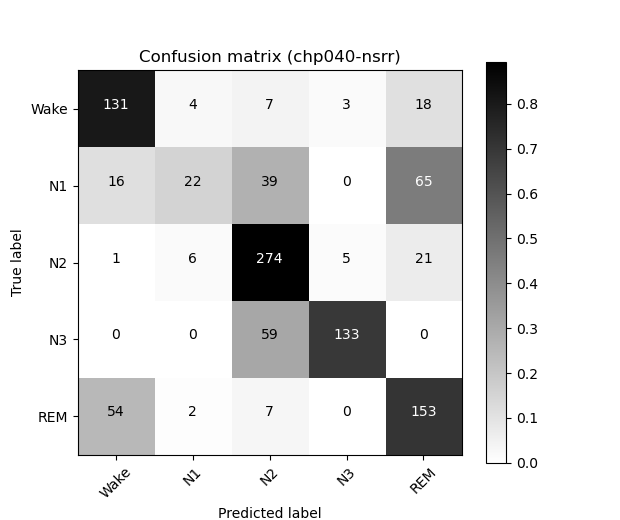 Confusion matrix (chp040-nsrr)
Wake 131 4 7 3 18
N1 16 22 39 0 65
N2 1 6 274 5 21
N3 0 0 59 133 0
REM 54 2 7 0 153
Wake N1 N2 N3 REM
Predicted label
True label
0.8
0.7
0.6
0.5
0.4
0.3
0.2
0.1
0.0